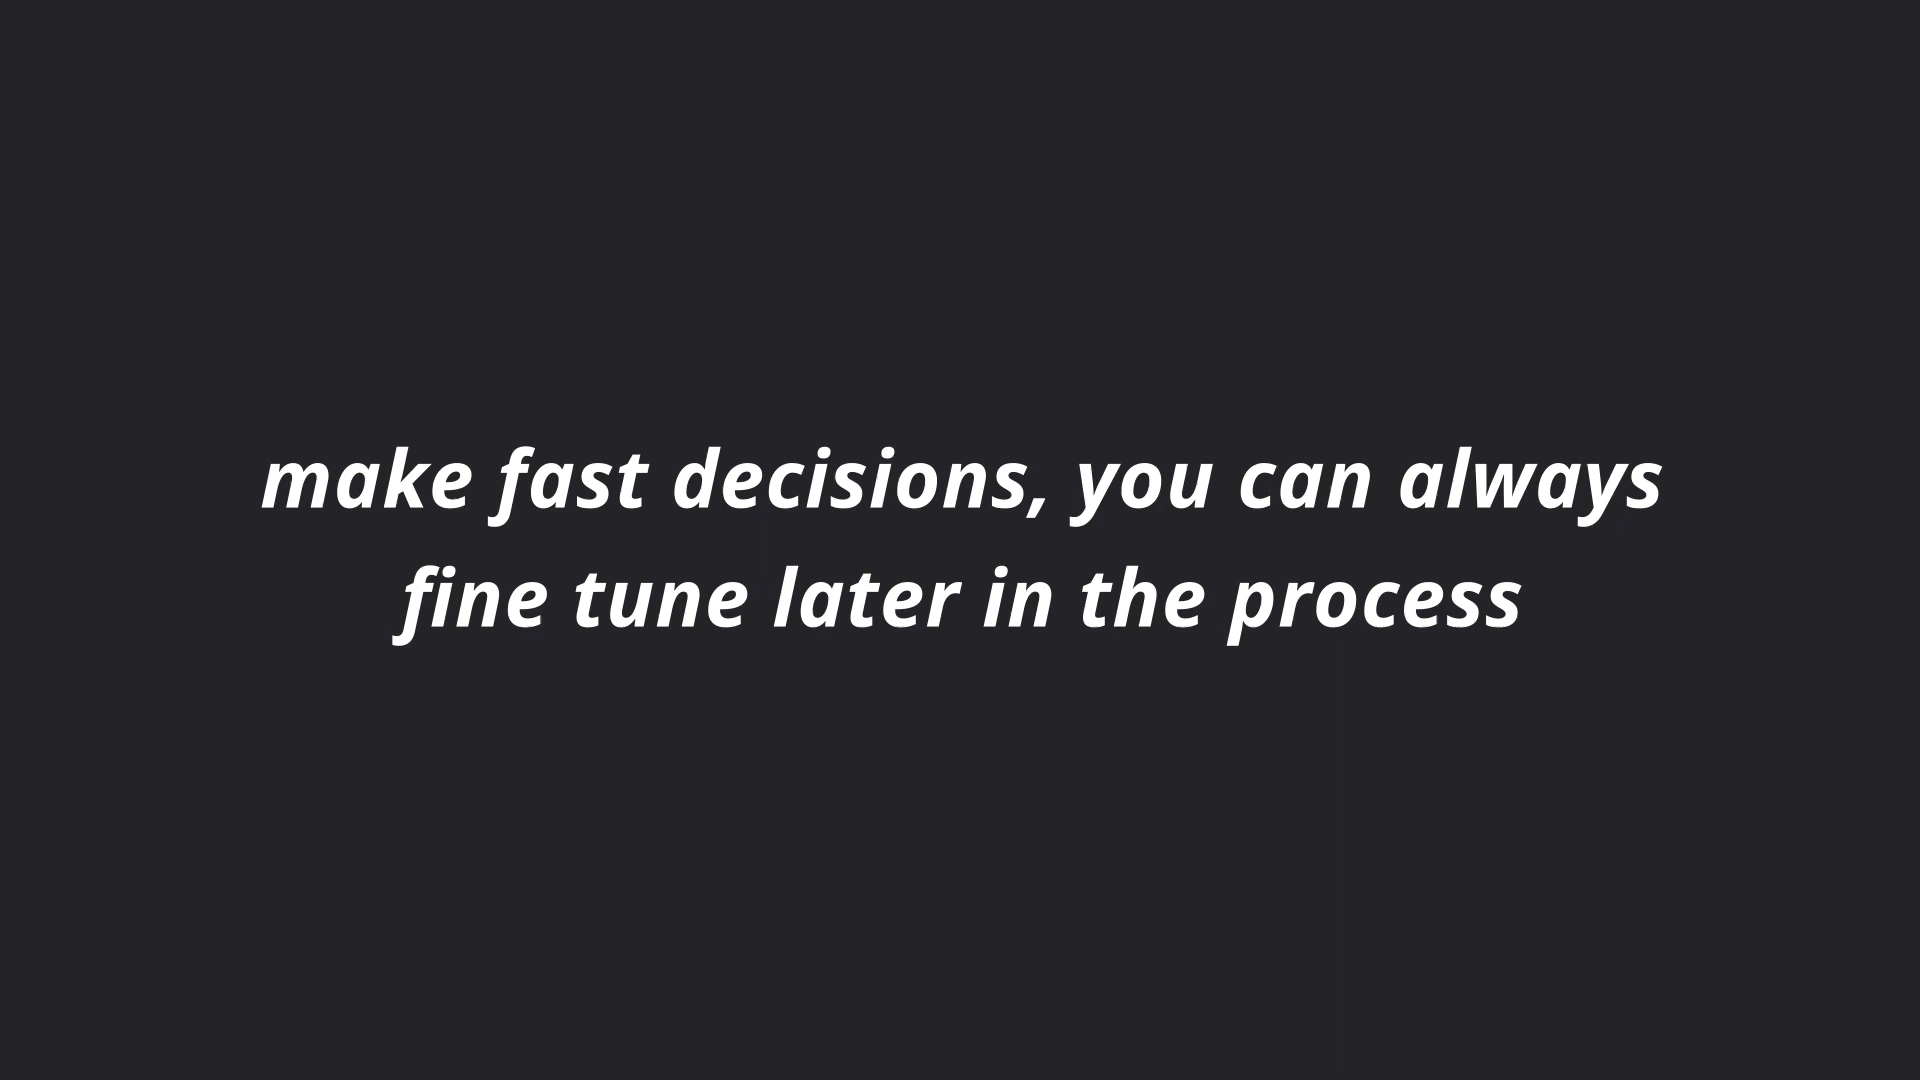 make fast decisions, you can always
fine tune later in the process